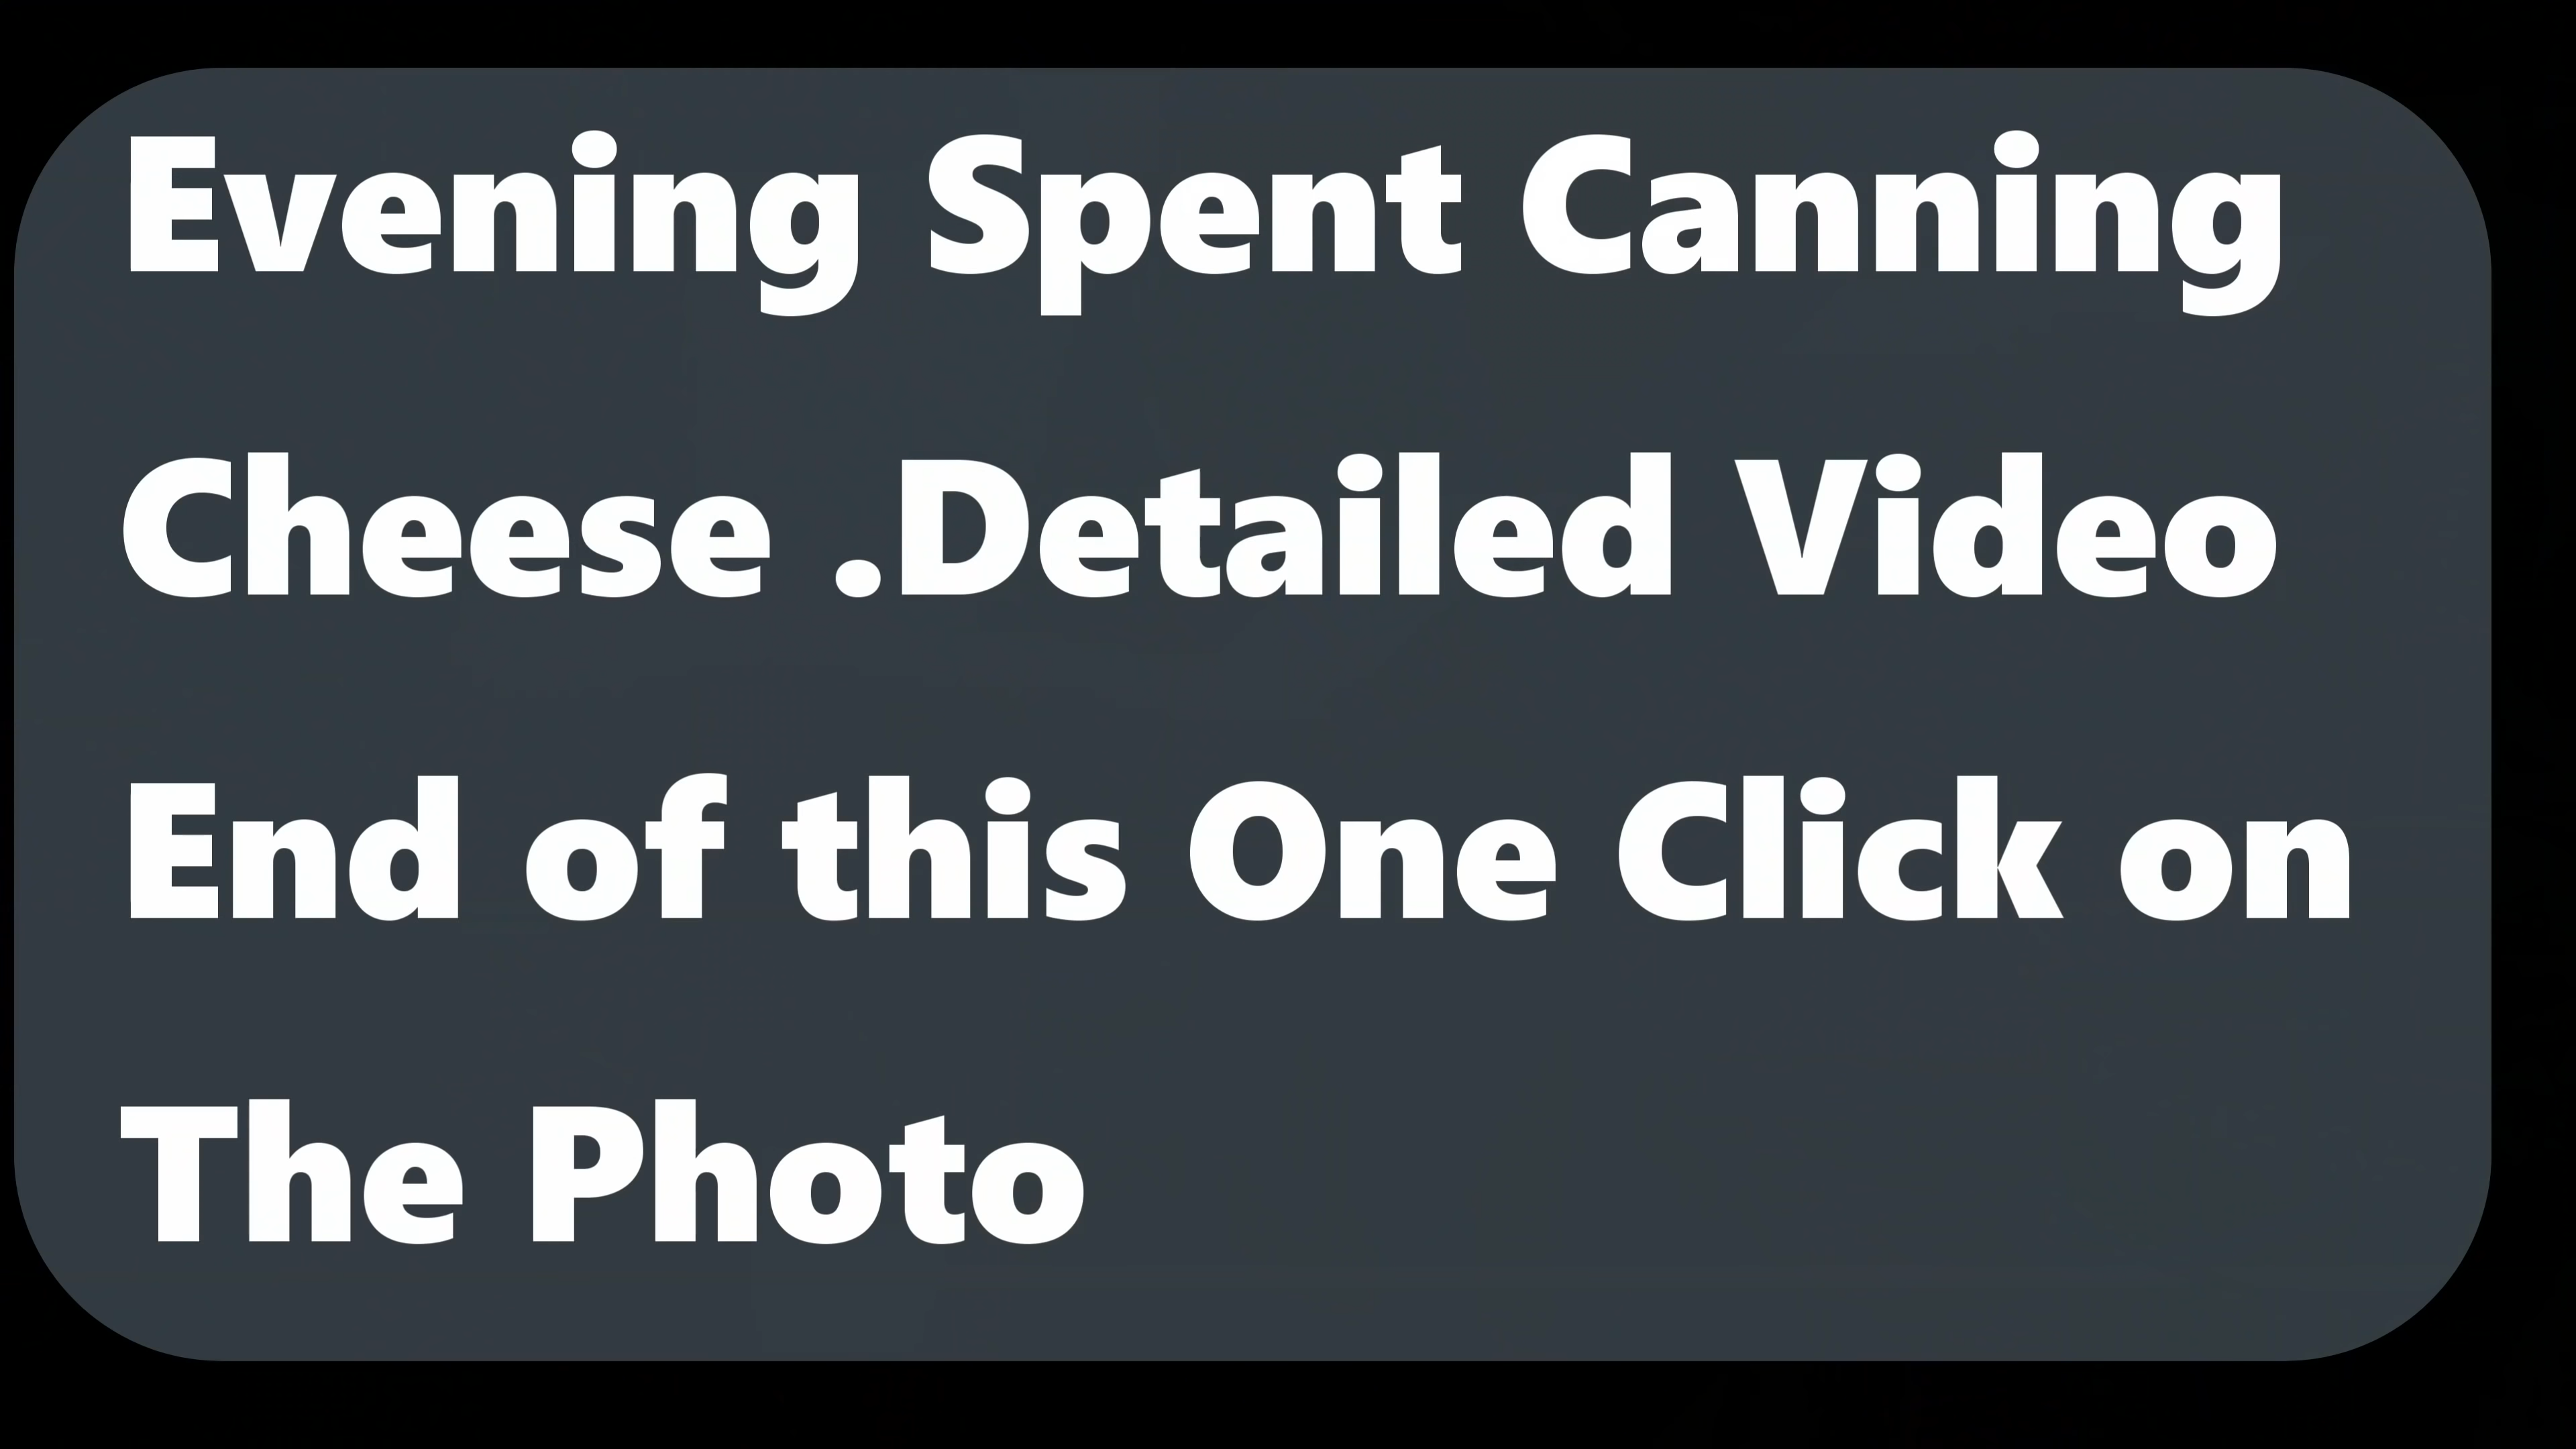 Evening Spent Canning
Cheese .Detailed Video
End of this One Click on
The Photo